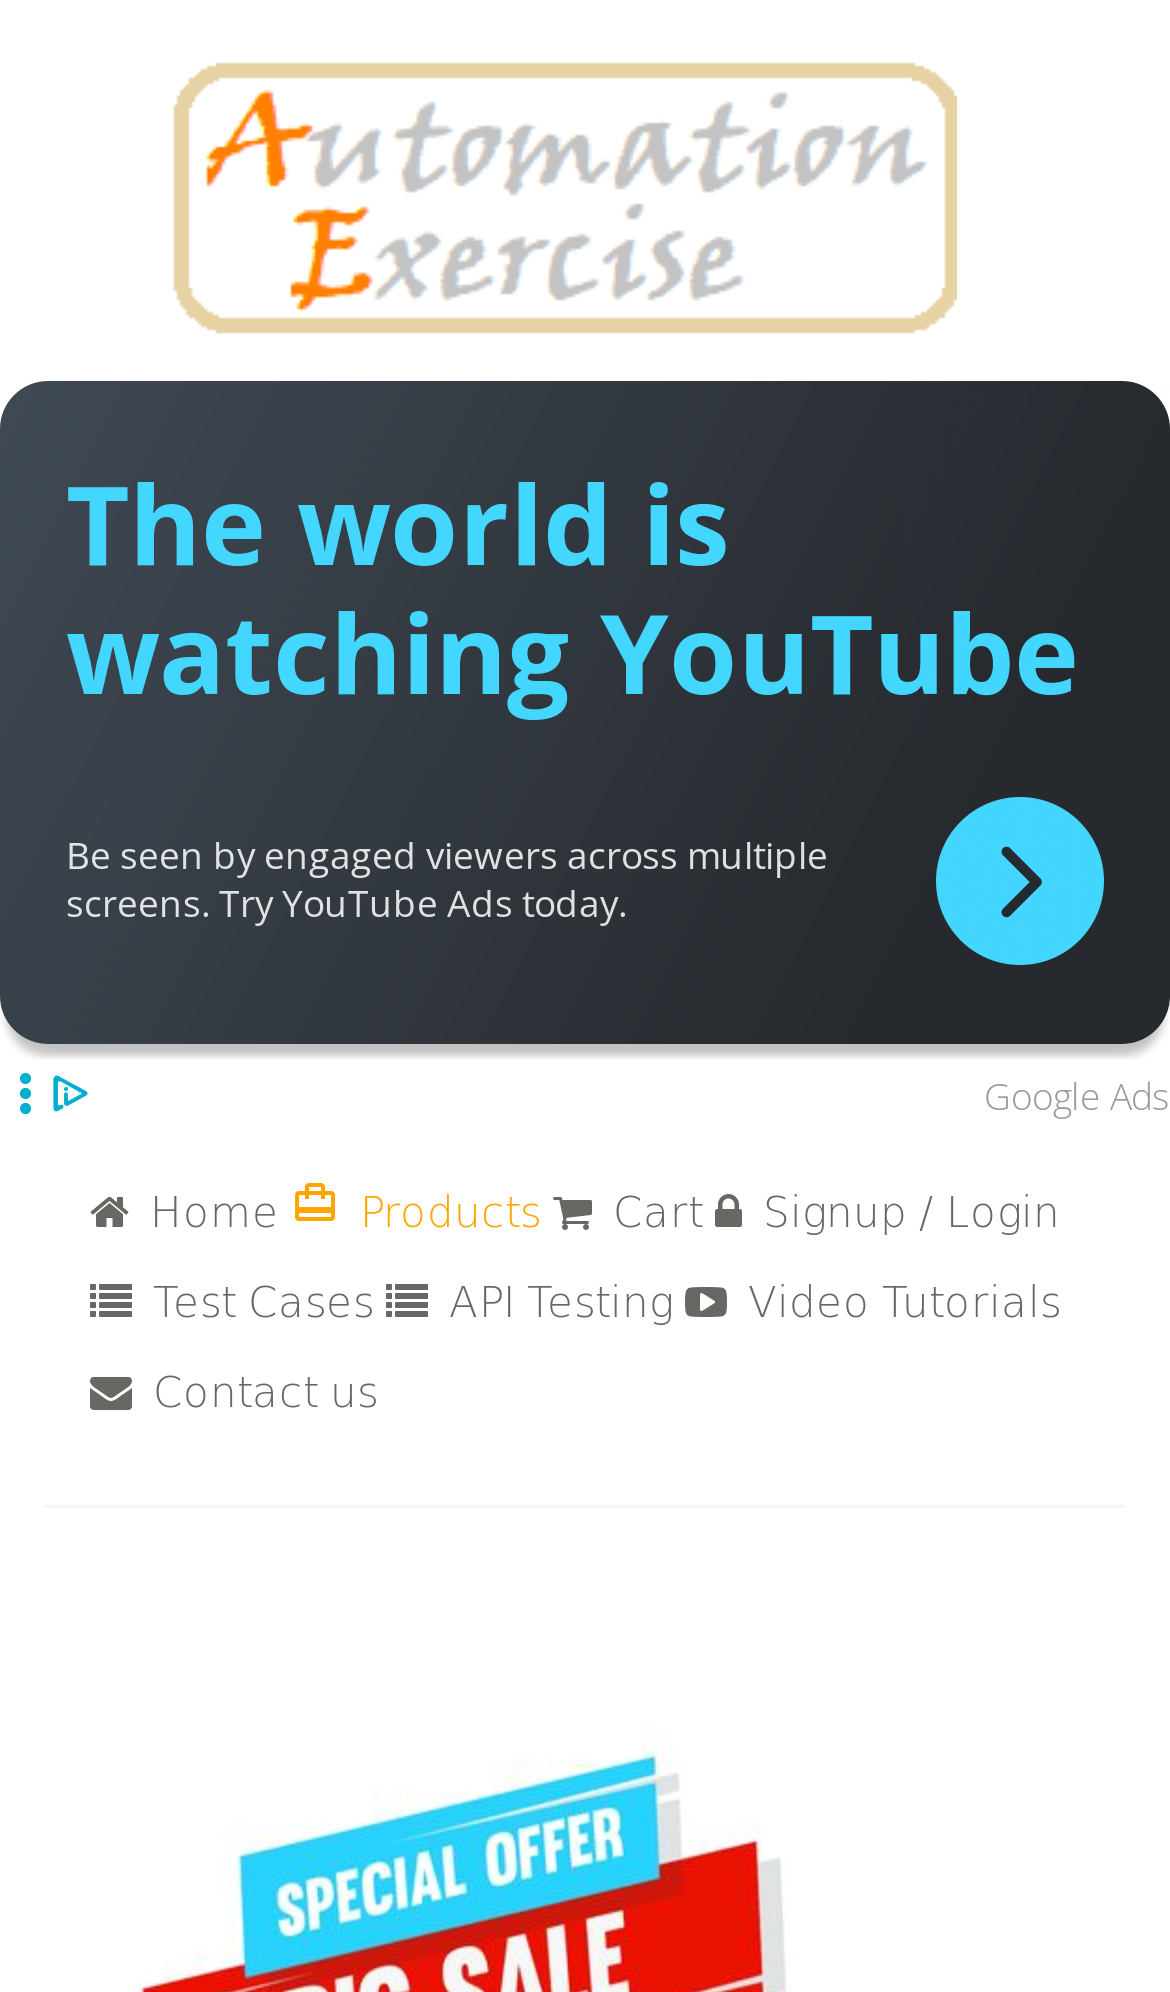 Automation
Exercise
The world is
watching YouTube
Be seen by engaged viewers across multiple
screens. Try YouTube Ads today.
Google Ads
Home Products Cart Signup / Login
Test Cases API Testing Video Tutorials
Contact us
SPECIAL OFFER
BIG SALE